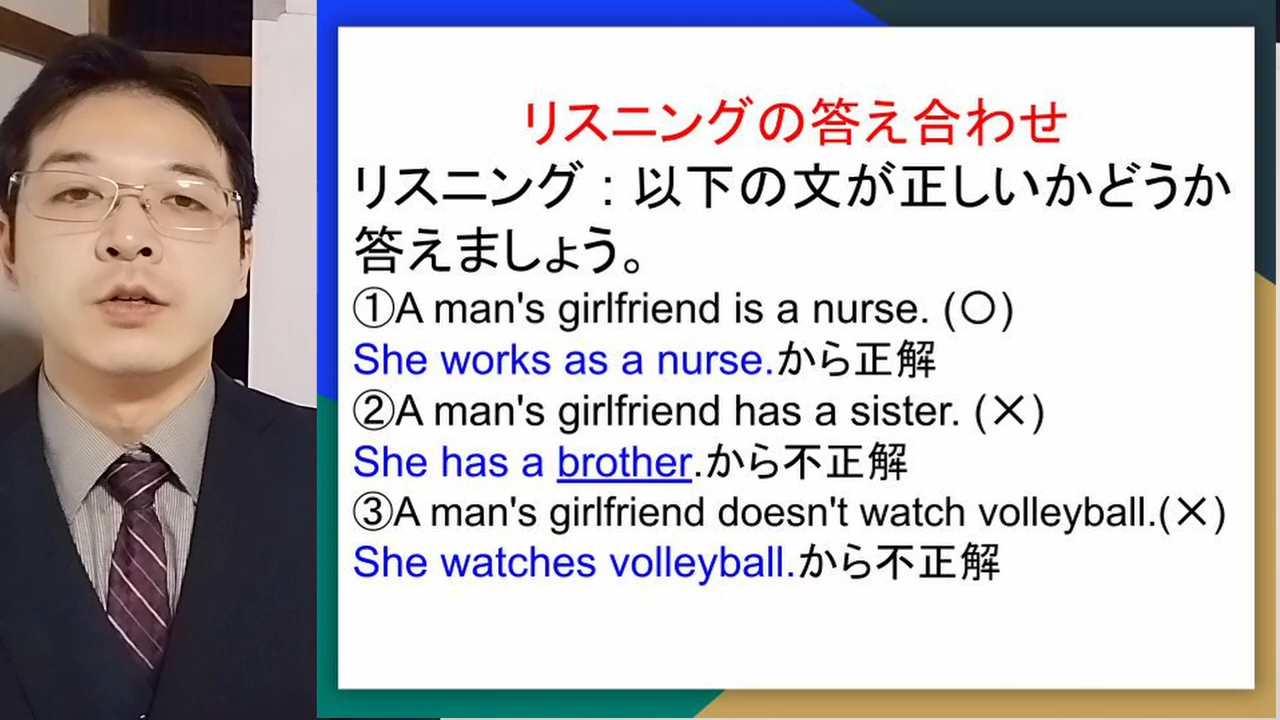 リスニングの答え合わせ
リスニング：以下の文が正しいかどうか
答えましょう。
①A man's girlfriend is a nurse. (〇)
She works as a nurse.から正解
②A man's girlfriend has a sister. (×)
She has a brother.から不正解
③A man's girlfriend doesn't watch volleyball.(×)
She watches volleyball.から不正解